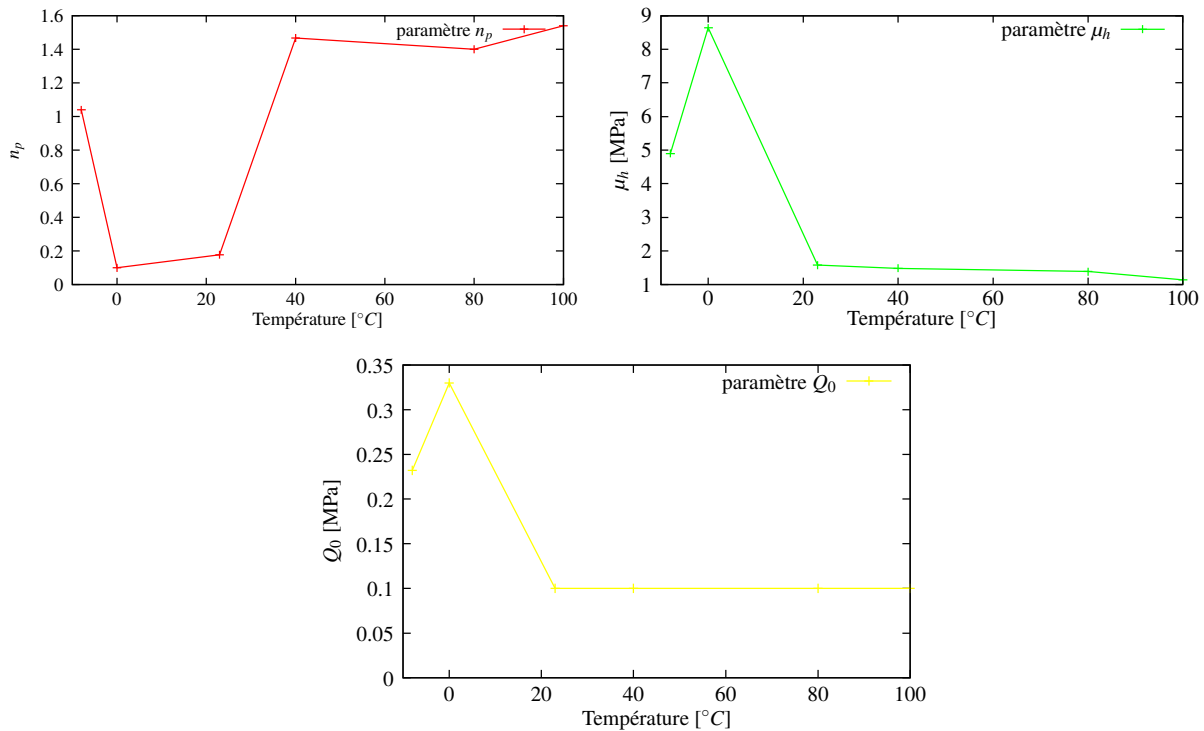 1.6
1.4
1.2
1
0.8
0.6
0.4
0.2
0
0 20 40 60 80 100
n_p
Température [°C]
paramètre n_p
9
8
7
6
5
4
3
2
1
0 20 40 60 80 100
μ_h [MPa]
Température [°C]
paramètre μ_h
0.35
0.3
0.25
0.2
0.15
0.1
0.05
0
0 20 40 60 80 100
Q_0 [MPa]
Température [°C]
paramètre Q_0